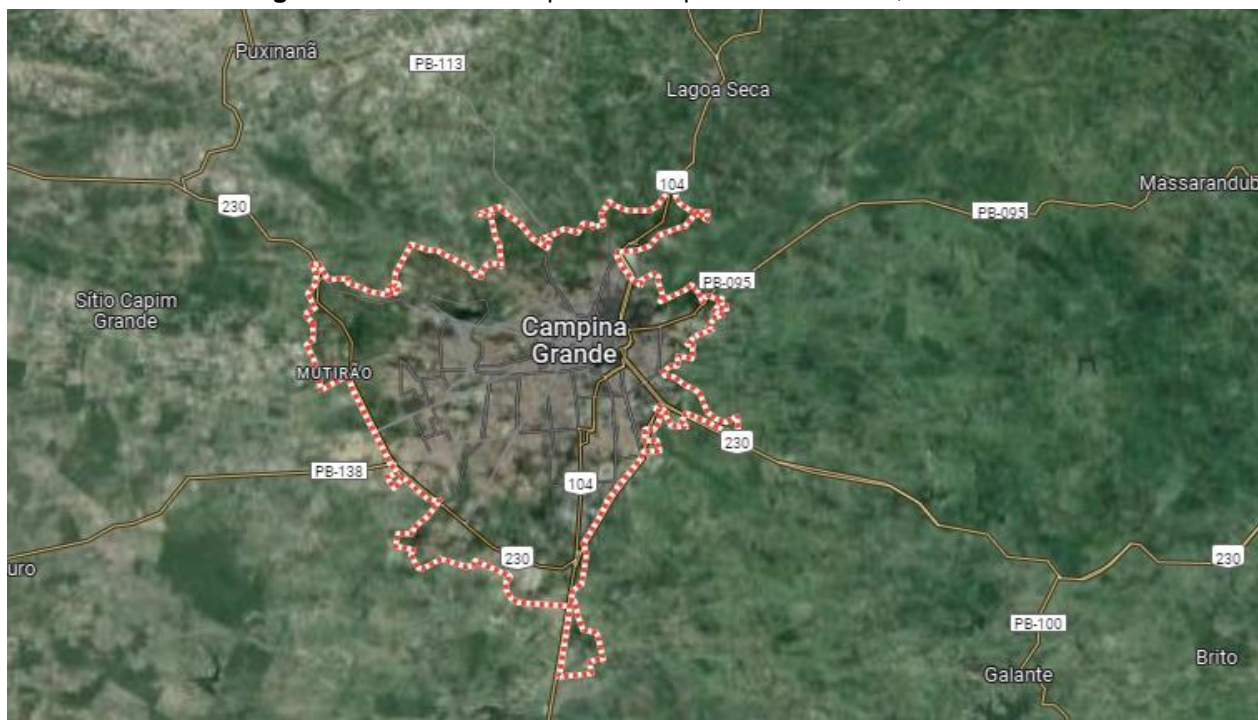 Puxinanã
PB-113
Lagoa Seca
104
Massarandub
230
PB-095
PB-095
Sítio Capim
Grande
Campina
Grande
MUTIRÃO
230
PB-138
104
230
230
uro
PB-100
Brito
Galante